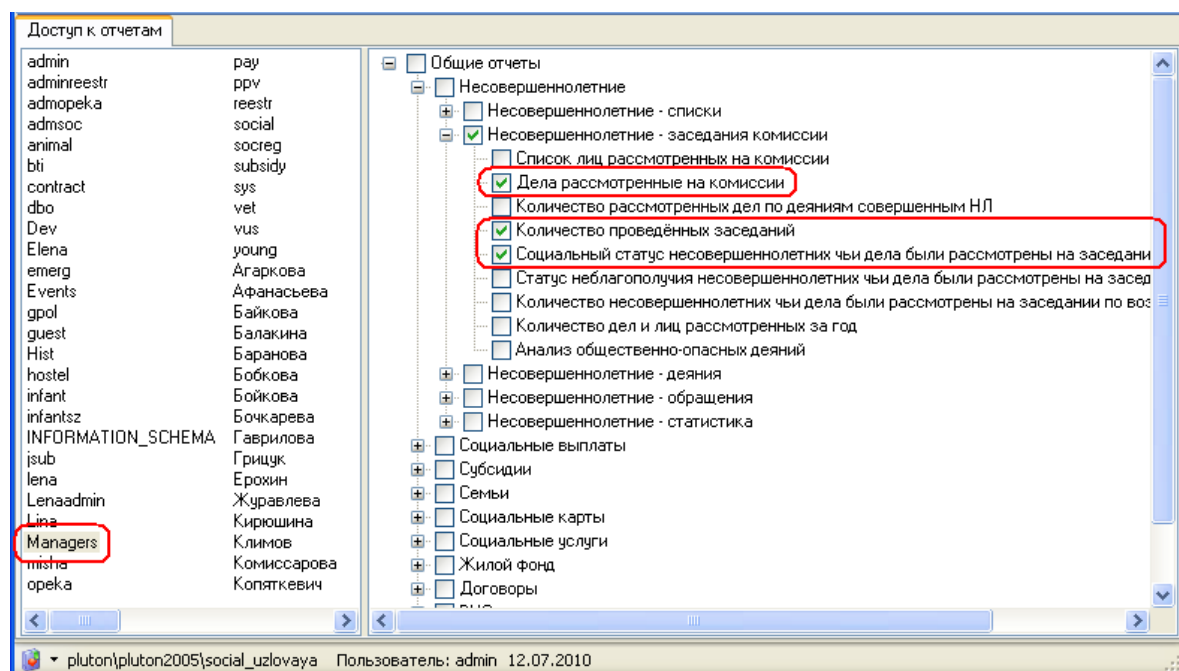 Доступ к отчетам
admin pay
adminreestr ppv
admopeka reestr
admsoc social
animal socreg
bti subsidy
contract sys
dbo vet
Dev vus
Elena young
emerg Агаркова
Events Афанасьева
gpol Байкова
guest Балакина
Hist Баранова
hostel Бобкова
infant Бойкова
infantsz Бочкарева
INFORMATION_SCHEMA Гаврилова
jsub Грицук
lena Ерохин
Lenaadmin Журавлева
Lina Кирюшина
Managers Климов
misha Комиссарова
opeka Копяткевич
Общие отчеты
Несовершеннолетние
Несовершеннолетние - списки
Несовершеннолетние - заседания комиссии
Список лиц рассмотренных на комиссии
Дела рассмотренные на комиссии
Количество рассмотренных дел по деяниям совершенным НЛ
Количество проведённых заседаний
Социальный статус несовершеннолетних чьи дела были рассмотрены на заседани
Статус неблагополучия несовершеннолетних чьи дела были рассмотрены на засед
Количество несовершеннолетних чьи дела были рассмотрены на заседании по воз
Количество дел и лиц рассмотренных за год
Анализ общественно-опасных деяний
Несовершеннолетние - деяния
Несовершеннолетние - обращения
Несовершеннолетние - статистика
Социальные выплаты
Субсидии
Семьи
Социальные карты
Социальные услуги
Жилой фонд
Договоры
pluton\pluton2005\social_uzlovaya Пользователь: admin 12.07.2010